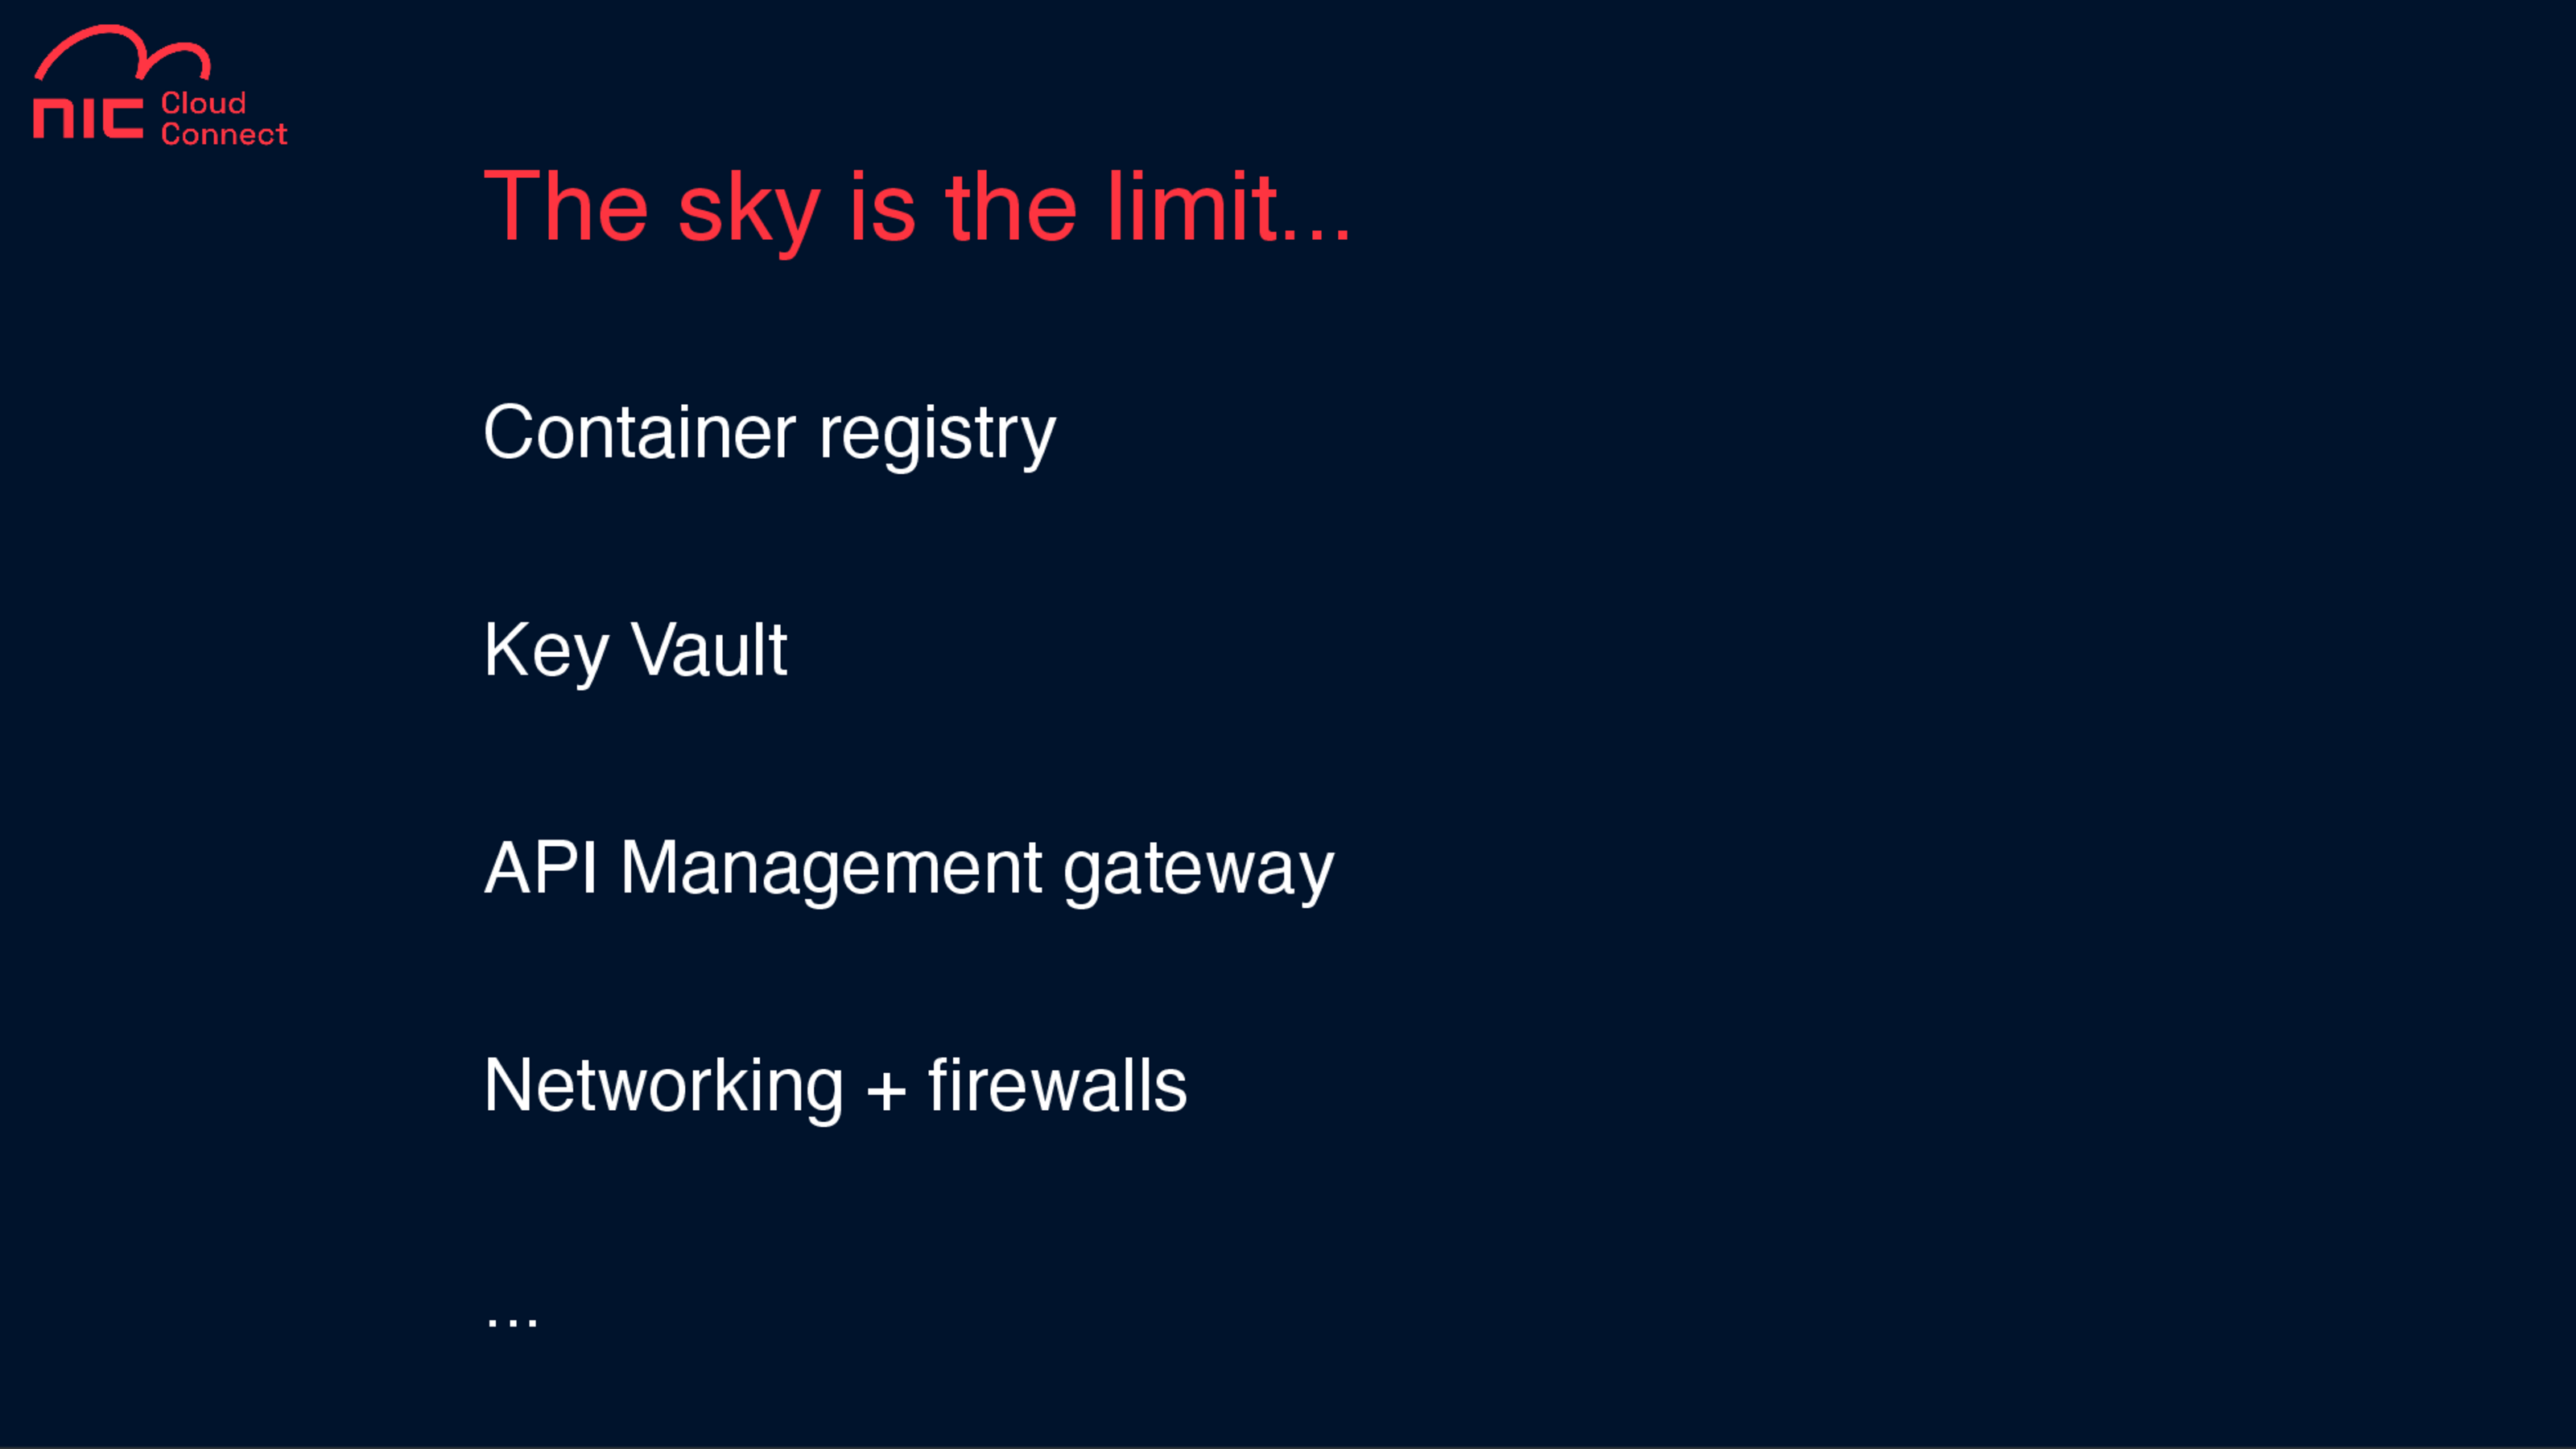 NIC Cloud
Connect
The sky is the limit...
Container registry
Key Vault
API Management gateway
Networking + firewalls
...